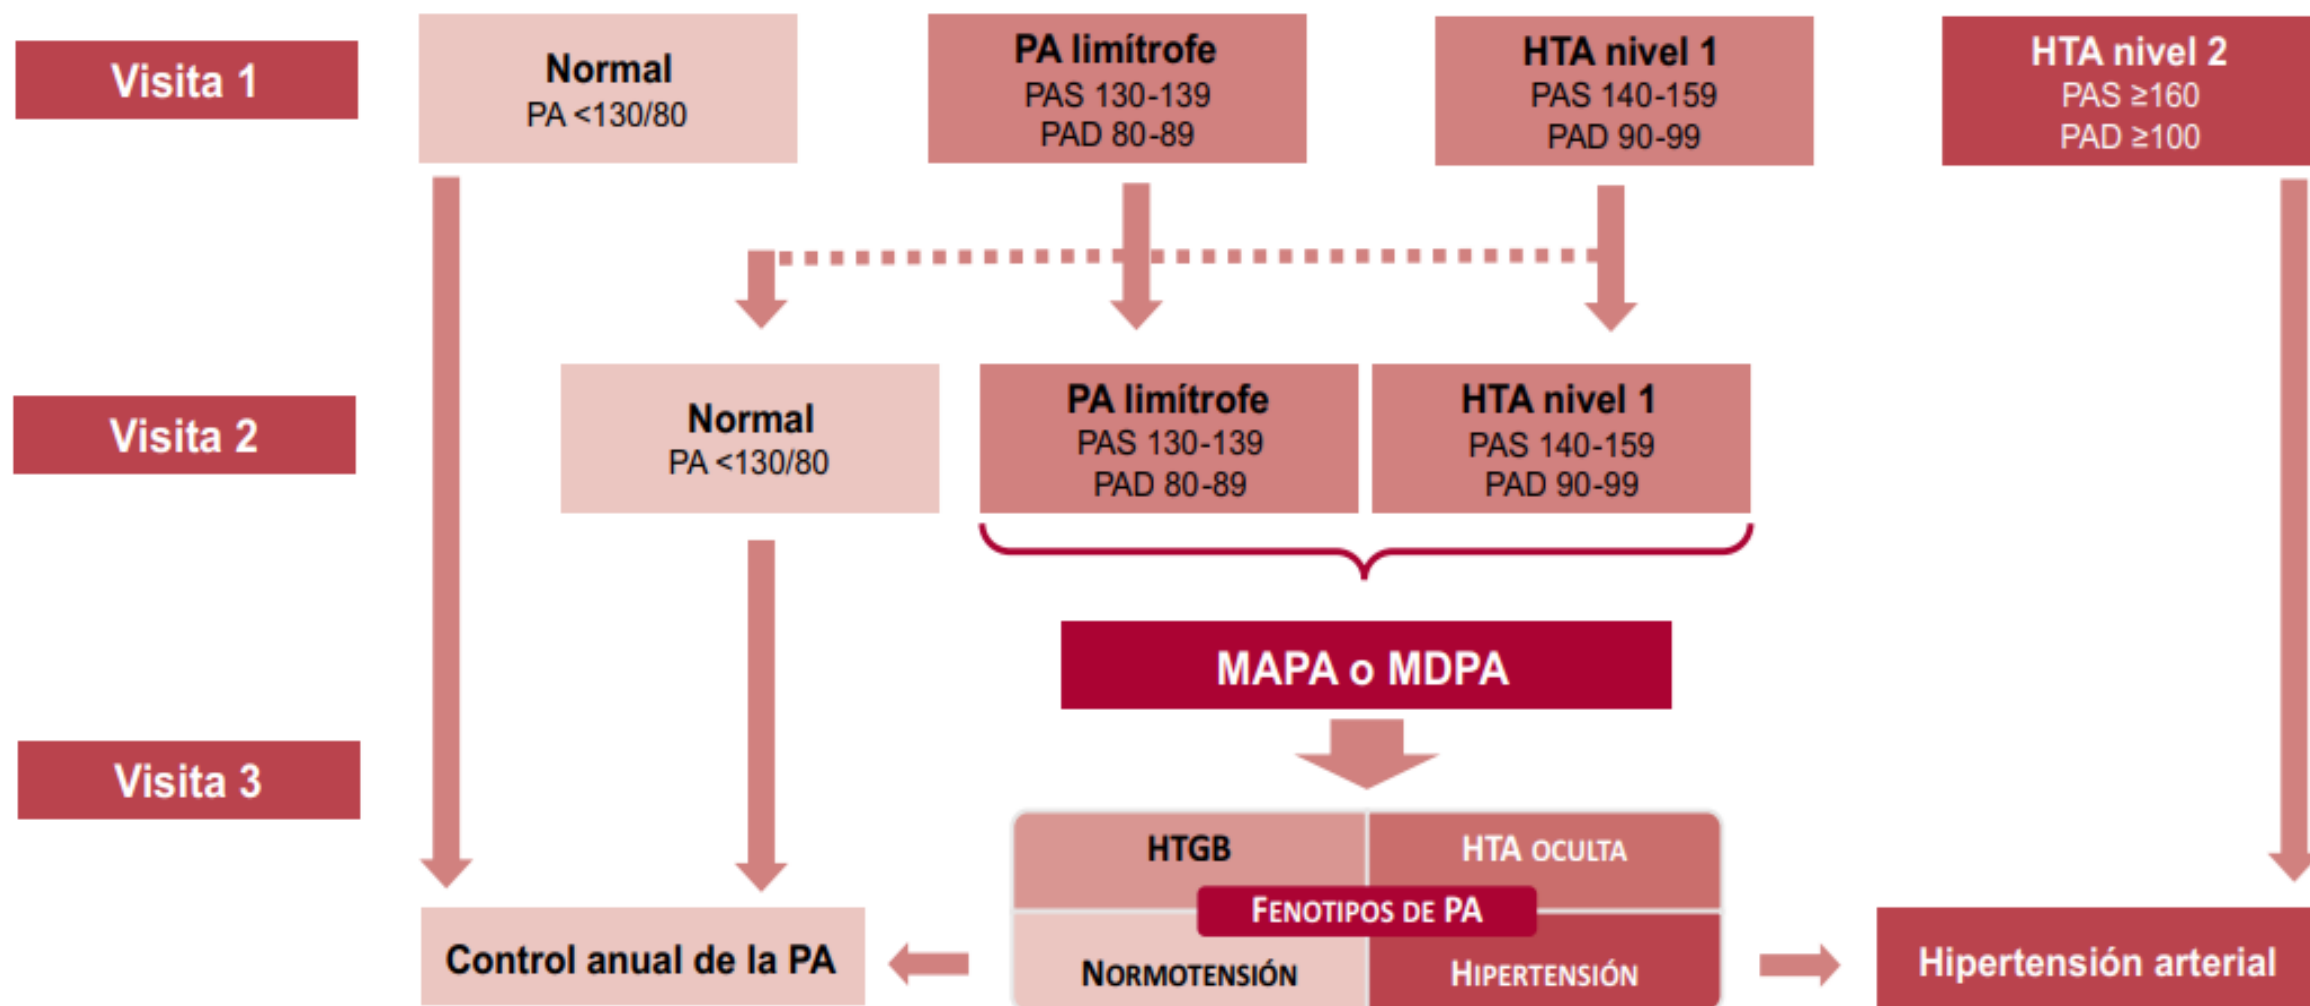 Visita 1
Normal
PA <130/80
PA limítrofe
PAS 130-139
PAD 80-89
HTA nivel 1
PAS 140-159
PAD 90-99
HTA nivel 2
PAS ≥160
PAD ≥100
Visita 2
Normal
PA <130/80
PA limítrofe
PAS 130-139
PAD 80-89
HTA nivel 1
PAS 140-159
PAD 90-99
MAPA o MDPA
Visita 3
HTGB
HTA OCULTA
FENOTIPOS DE PA
NORMOTENSIÓN
HIPERTENSIÓN
Control anual de la PA
Hipertensión arterial